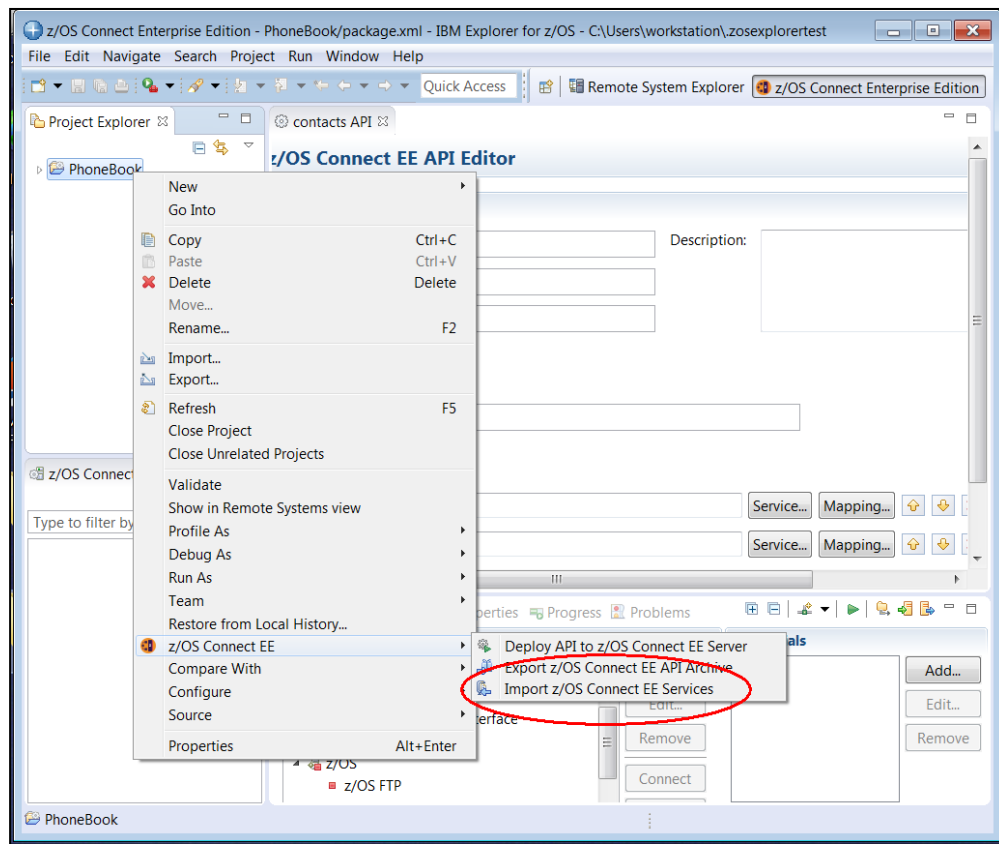 z/OS Connect Enterprise Edition - PhoneBook/package.xml - IBM Explorer for z/OS - C:\Users\workstation\.zosexplorertest
File Edit Navigate Search Project Run Window Help
Quick Access Remote System Explorer z/OS Connect Enterprise Edition
Project Explorer contacts API
z/OS Connect EE API Editor
PhoneBook
New
Go Into
Copy Ctrl+C
Description:
Paste Ctrl+V
Delete Delete
Move...
Rename... F2
Import...
Export...
Refresh F5
Close Project
Close Unrelated Projects
z/OS Connect
Validate
Show in Remote Systems view
Service... Mapping...
Type to filter by
Profile As
Debug As
Service... Mapping...
Run As
Team
perties Progress Problems
Restore from Local History...
z/OS Connect EE
Deploy API to z/OS Connect EE Server
als
Compare With
Export z/OS Connect EE API Archive
Add...
Configure
Import z/OS Connect EE Services
Edit...
Edit...
Source
terface
Remove
Remove
Properties Alt+Enter
z/OS
z/OS FTP
Connect
PhoneBook